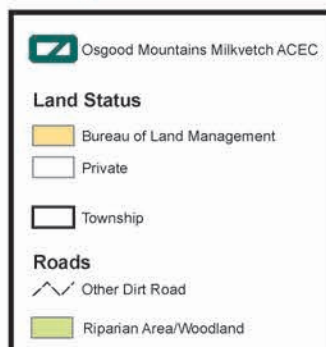 Osgood Mountains Milkvetch ACEC
Land Status
Bureau of Land Management
Private
Township
Roads
Other Dirt Road
Riparian Area/Woodland